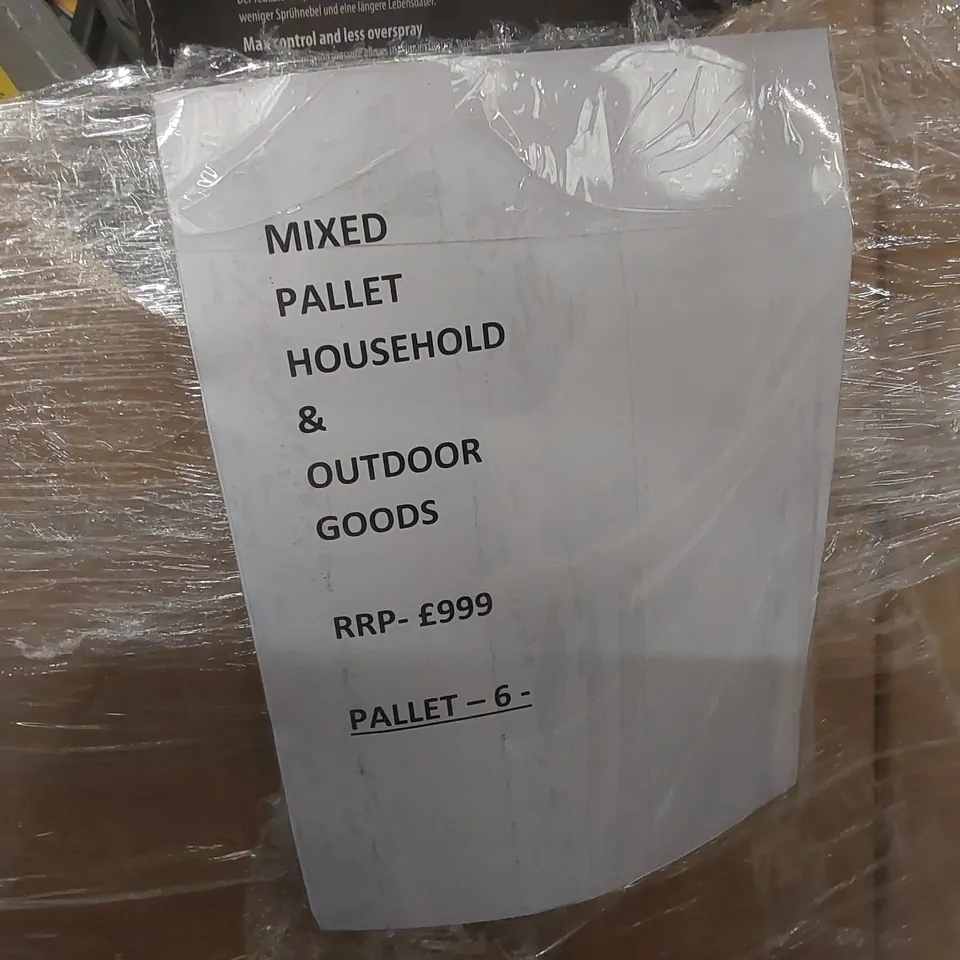 weniger Sprühnebel und eine längere Lebensdauer.
control and less overspray
MIXED
PALLET
HOUSEHOLD
&
OUTDOOR
GOODS
RRP- £999
PALLET – 6 -